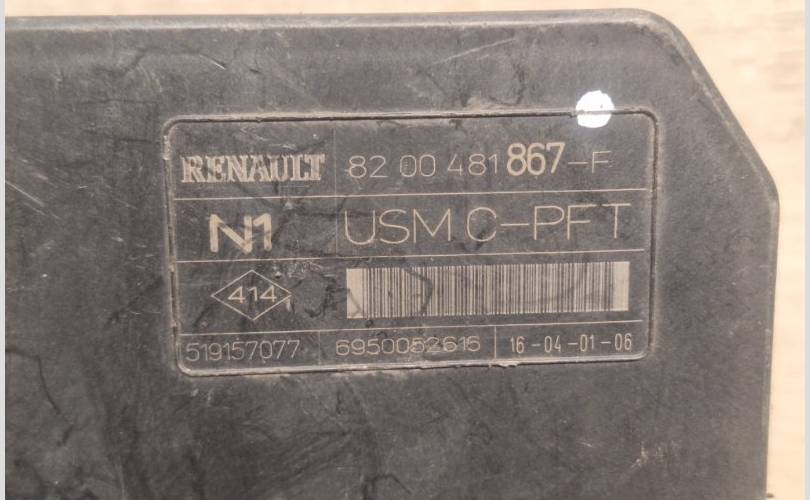 RENAULT 82 00 481 867-F
N1 USM C-PFT
414
519157077 6950052615 16-04-01-06